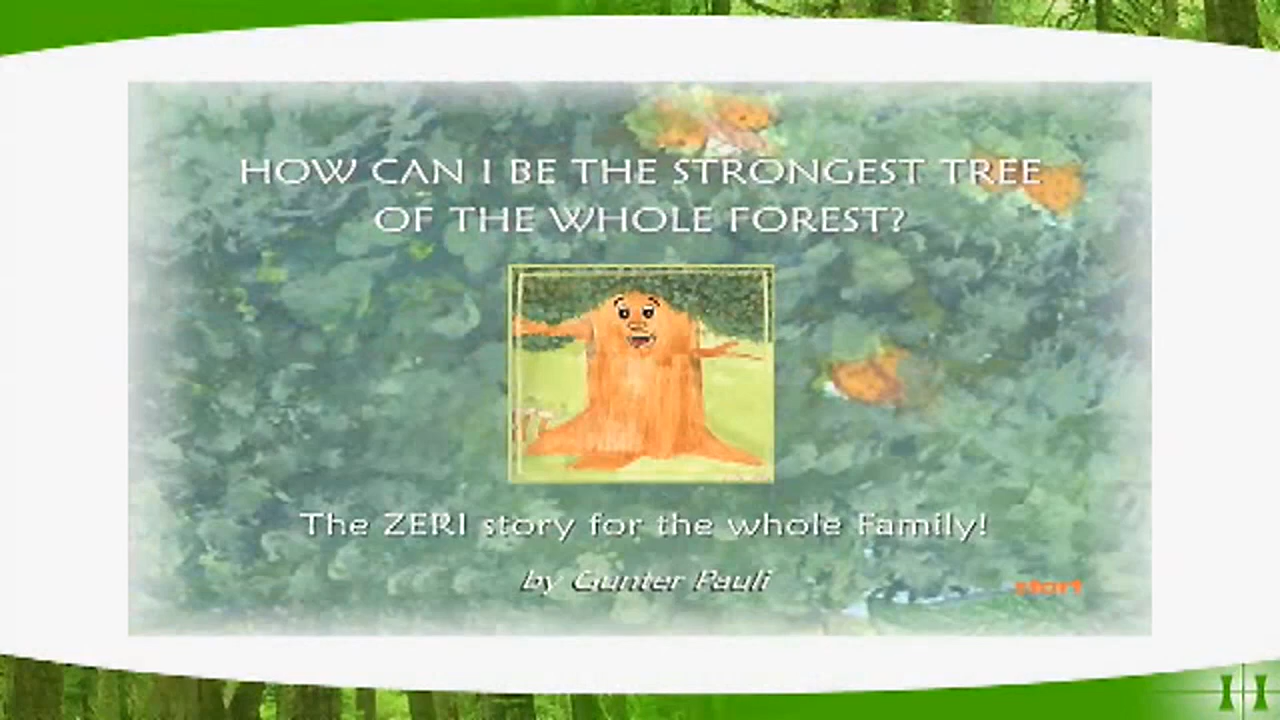 HOW CAN I BE THE STRONGEST TREE
OF THE WHOLE FOREST?
The ZERI story for the whole Family!
by Gunter Pauli
start